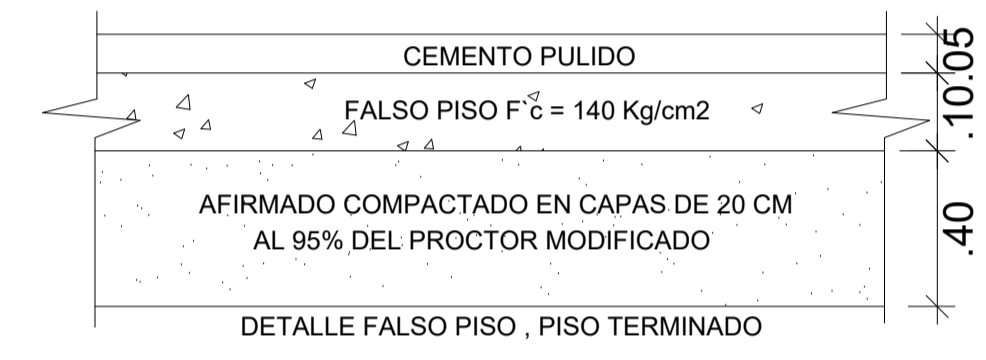 CEMENTO PULIDO
.05
FALSO PISO F`c = 140 Kg/cm2
.10
AFIRMADO COMPACTADO EN CAPAS DE 20 CM
AL 95% DEL PROCTOR MODIFICADO
.40
DETALLE FALSO PISO , PISO TERMINADO